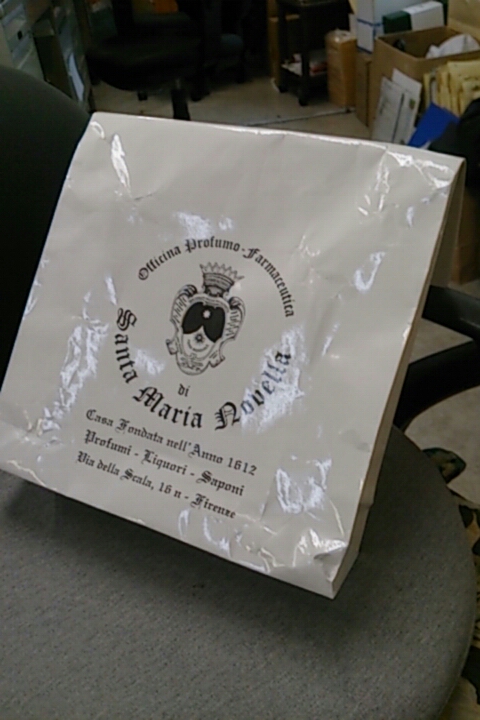 Officina Profumo-Farmaceutica
di
Santa Maria Novella
Casa Fondata nell'Anno 1612
Profumi - Liquori - Saponi
Via della Scala, 16 n - Firenze